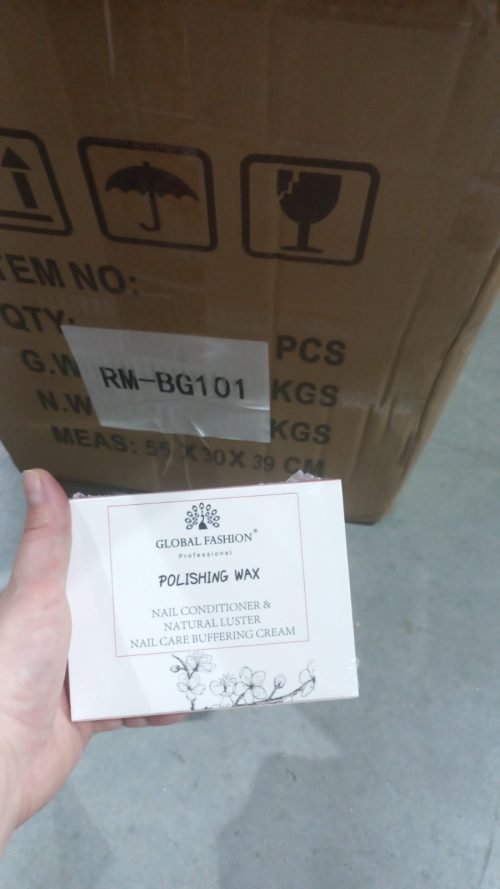 TEM NO:
QTY:
PCS
G.W
KGS
RM-BG101
N.W
KGS
MEAS: 55 X 30 X 39 CM
GLOBAL FASHION®
Professional
POLISHING WAX
NAIL CONDITIONER &
NATURAL LUSTER
NAIL CARE BUFFERING CREAM